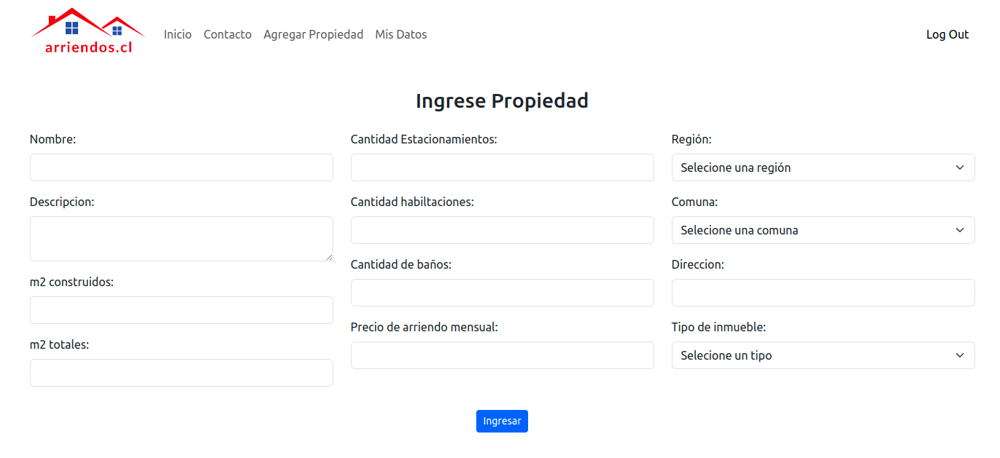 arriendos.cl
Inicio Contacto Agregar Propiedad Mis Datos
Log Out
Ingrese Propiedad
Nombre:
Descripcion:
m2 construidos:
m2 totales:
Cantidad Estacionamientos:
Cantidad habiltaciones:
Cantidad de baños:
Precio de arriendo mensual:
Región:
Selecione una región
Comuna:
Selecione una comuna
Direccion:
Tipo de inmueble:
Selecione un tipo
Ingresar